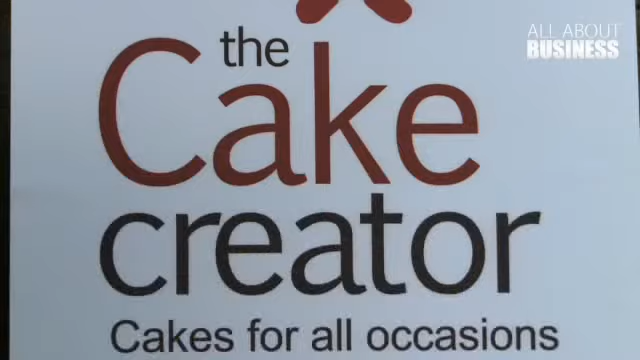 ALL ABOUT
BUSINESS
the
Cake
creator
Cakes for all occasions